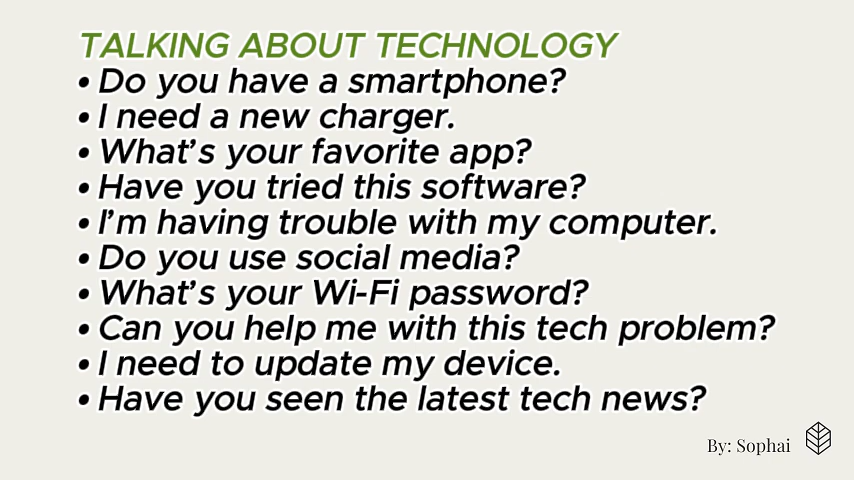 TALKING ABOUT TECHNOLOGY
• Do you have a smartphone?
• I need a new charger.
• What’s your favorite app?
• Have you tried this software?
• I’m having trouble with my computer.
• Do you use social media?
• What’s your Wi-Fi password?
• Can you help me with this tech problem?
• I need to update my device.
• Have you seen the latest tech news?
By: Sophai